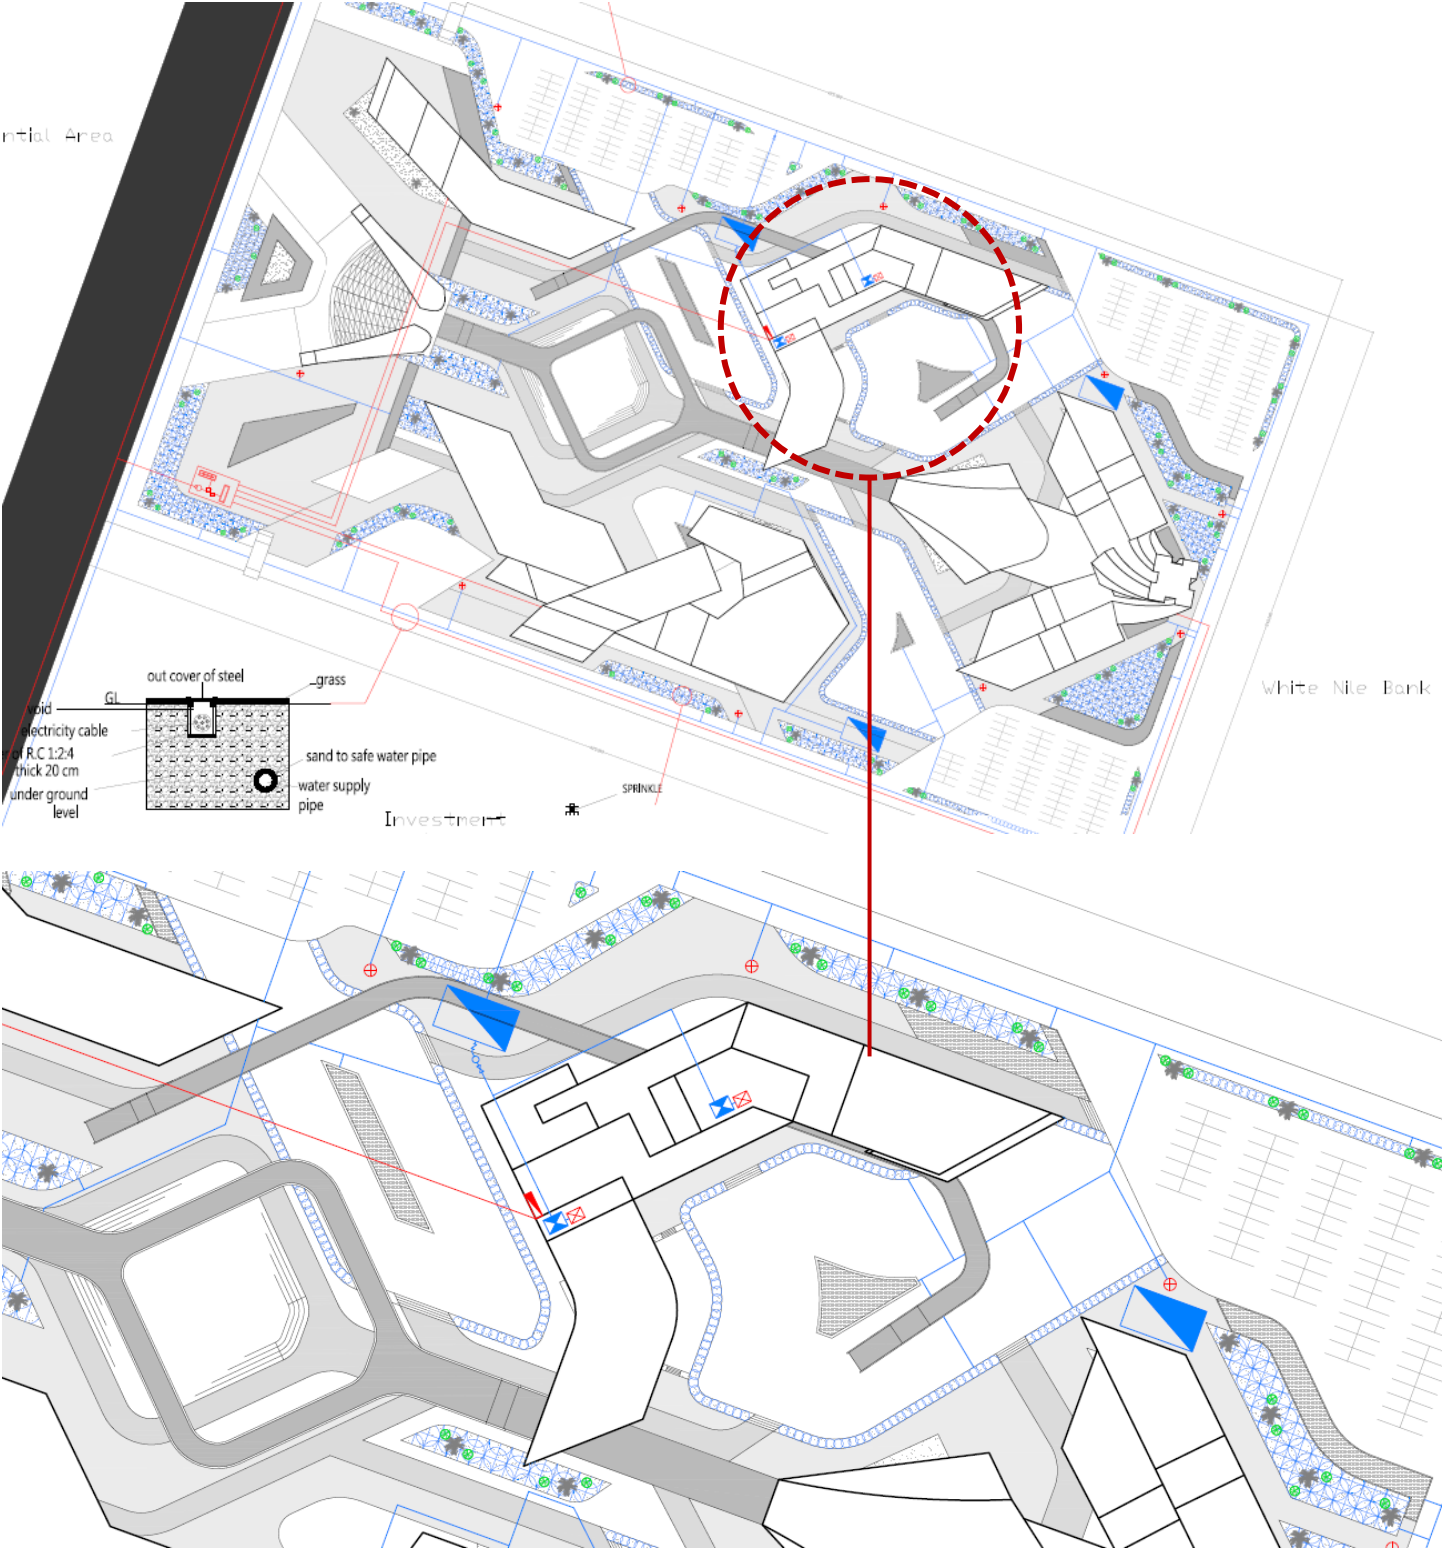 ntial Area
White Nile Bank
out cover of steel
grass
GL
void
electricity cable
of R.C 1:2:4
thick 20 cm
under ground
level
sand to safe water pipe
water supply
pipe
SPRINKLE
Investment